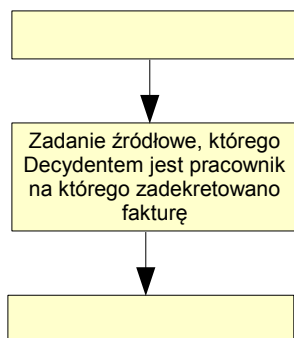 Zadanie źródłowe, którego
Decydentem jest pracownik
na którego zadekretowano
fakturę